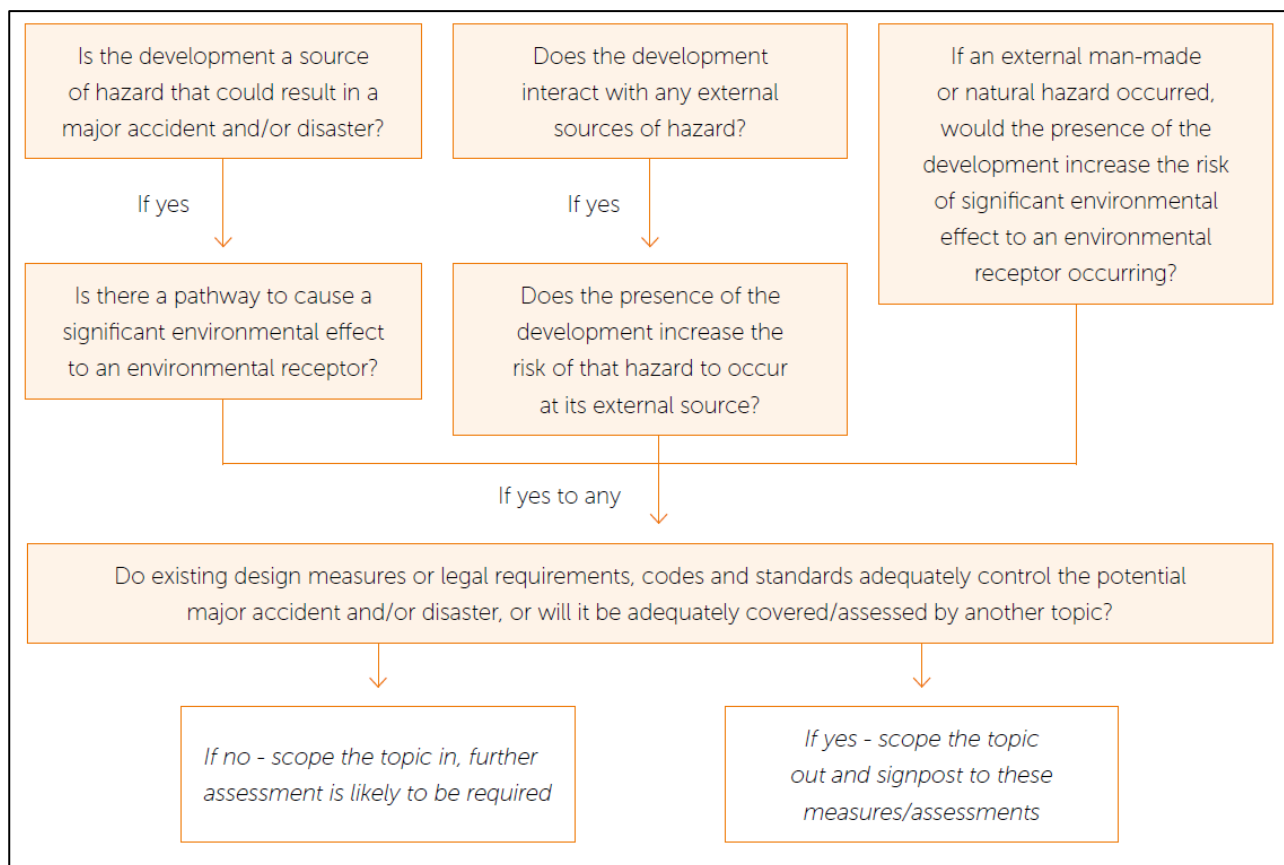 Is the development a source
of hazard that could result in a
major accident and/or disaster?
Does the development
interact with any external
sources of hazard?
If an external man-made
or natural hazard occurred,
would the presence of the
development increase the risk
of significant environmental
effect to an environmental
receptor occurring?
If yes
If yes
Is there a pathway to cause a
significant environmental effect
to an environmental receptor?
Does the presence of the
development increase the
risk of that hazard to occur
at its external source?
If yes to any
Do existing design measures or legal requirements, codes and standards adequately control the potential
major accident and/or disaster, or will it be adequately covered/assessed by another topic?
If no - scope the topic in, further
assessment is likely to be required
If yes - scope the topic
out and signpost to these
measures/assessments